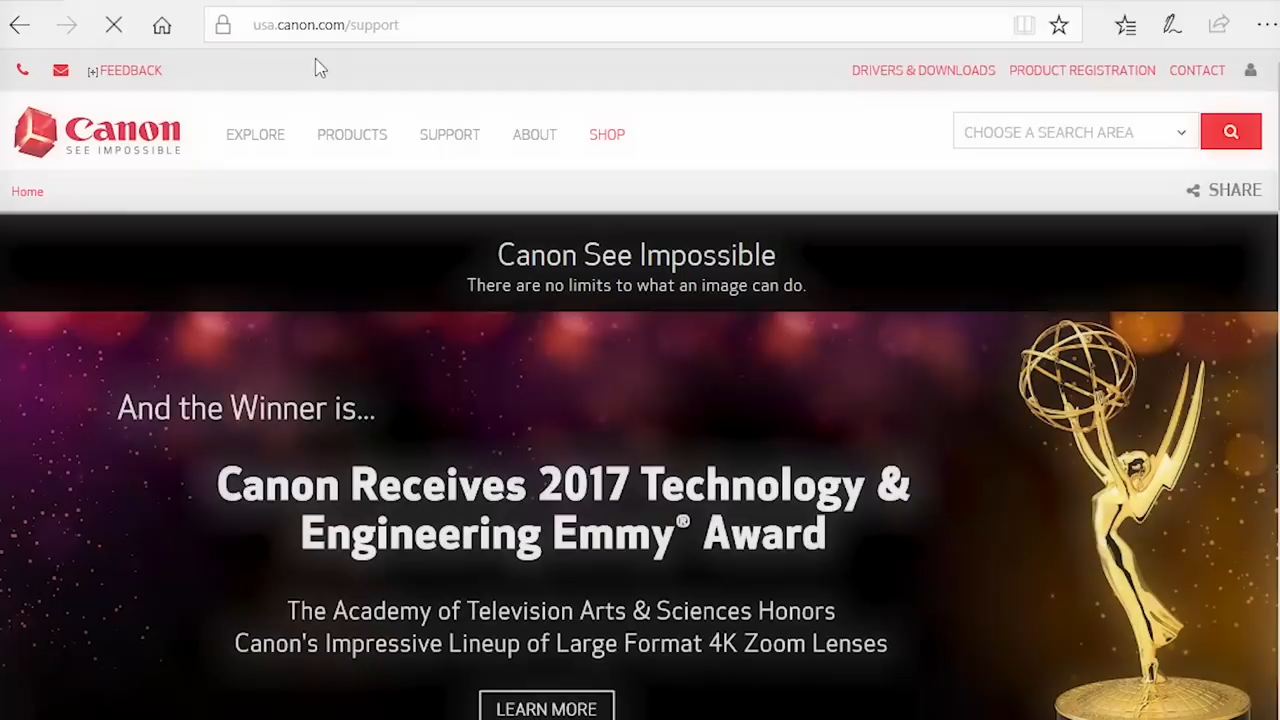 usa.canon.com/support
[+]FEEDBACK
DRIVERS & DOWNLOADS PRODUCT REGISTRATION CONTACT
Canon
SEE IMPOSSIBLE
EXPLORE PRODUCTS SUPPORT ABOUT SHOP
CHOOSE A SEARCH AREA
Home
SHARE
Canon See Impossible
There are no limits to what an image can do.
And the Winner is...
Canon Receives 2017 Technology &
Engineering Emmy® Award
The Academy of Television Arts & Sciences Honors
Canon's Impressive Lineup of Large Format 4K Zoom Lenses
LEARN MORE